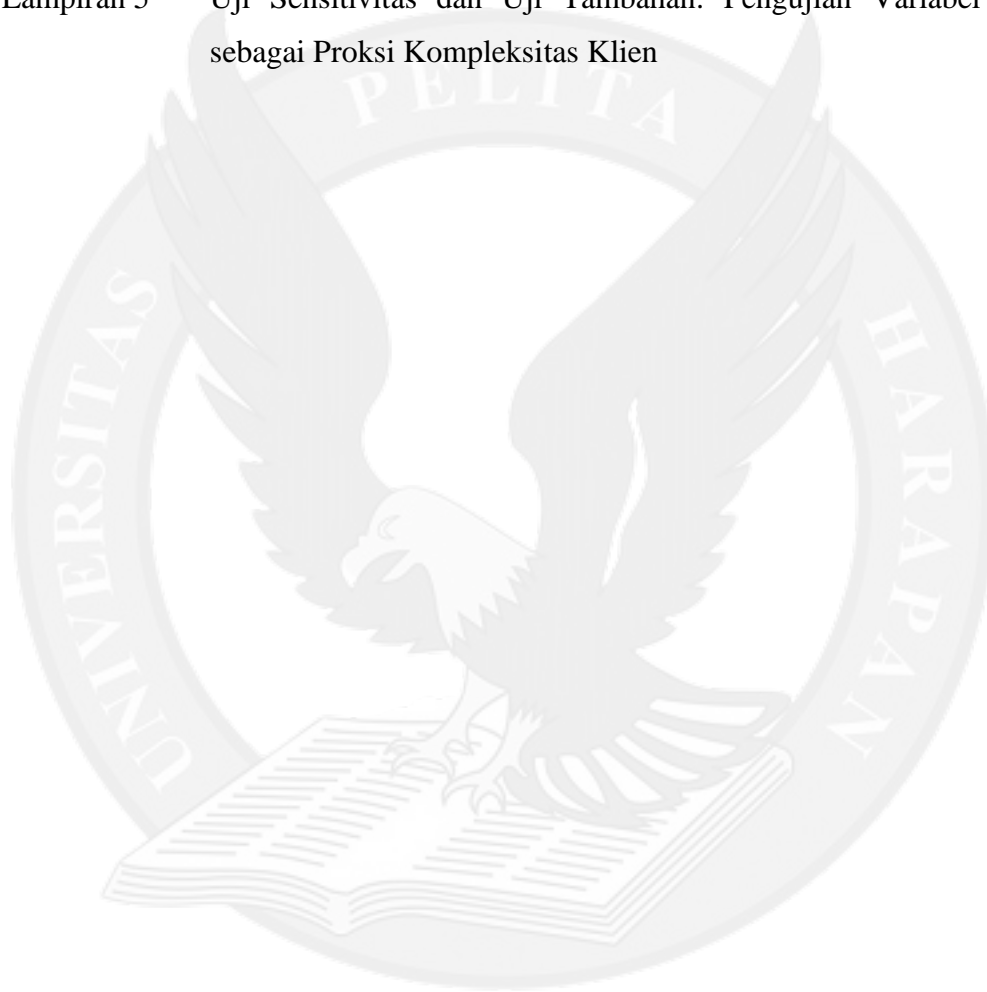 Lampiran 5 Uji Sensitivitas dan Uji Tambahan: Pengujian Variabel
sebagai Proksi Kompleksitas Klien
UNIVERSITAS PELITA HARAPAN